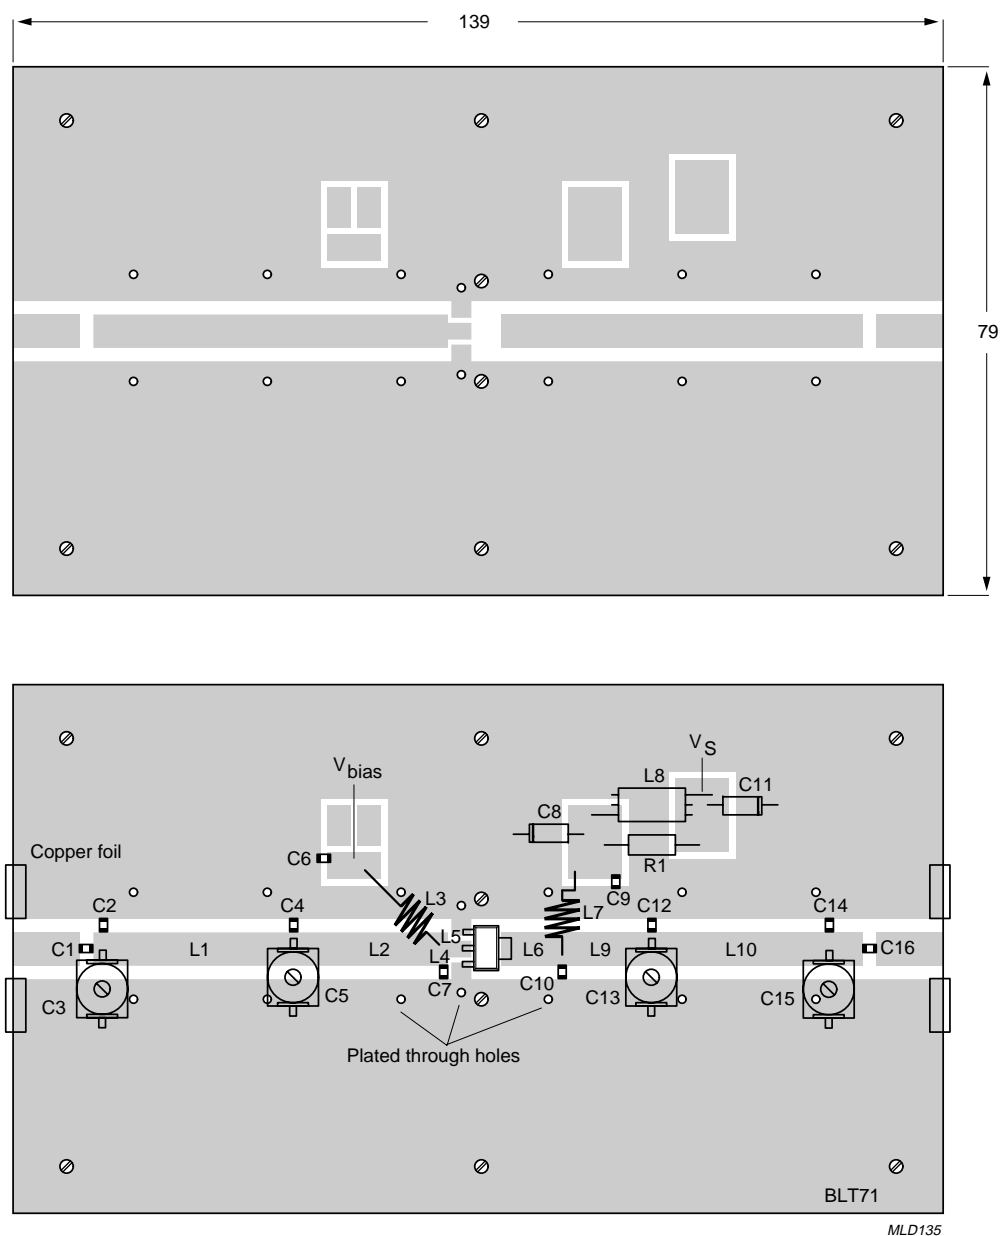 139
79
V bias
V S
L8
C11
C8
R1
C6
Copper foil
C9
C2
C4
L3
L7
C12
C14
C1
L1
L2
L5
L4
L6
L9
L10
C16
C3
C5
C7
C10
C13
C15
Plated through holes
BLT71
MLD135